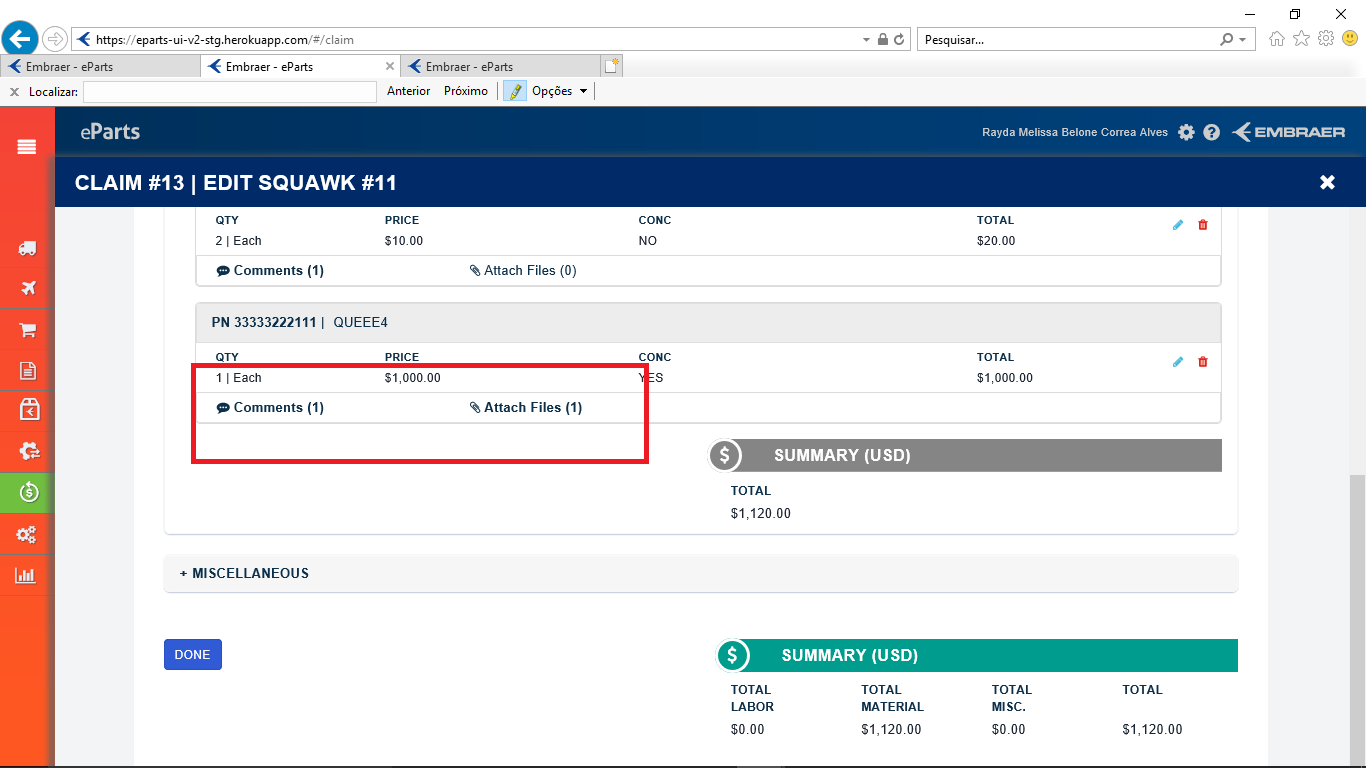 https://eparts-ui-v2-stg.herokuapp.com/#/claim
Pesquisar...
Embraer - eParts
Embraer - eParts
Embraer - eParts
Localizar:
Anterior Próximo Opções
eParts
Rayda Melissa Belone Correa Alves
EMBRAER
CLAIM #13 | EDIT SQUAWK #11
QTY PRICE CONC TOTAL
2 | Each $10.00 NO $20.00
Comments (1) Attach Files (0)
PN 33333222111 | QUEEE4
QTY PRICE CONC TOTAL
1 | Each $1,000.00 YES $1,000.00
Comments (1) Attach Files (1)
$ SUMMARY (USD)
TOTAL
$1,120.00
+ MISCELLANEOUS
DONE
$ SUMMARY (USD)
TOTAL LABOR TOTAL MATERIAL TOTAL MISC. TOTAL
$0.00 $1,120.00 $0.00 $1,120.00